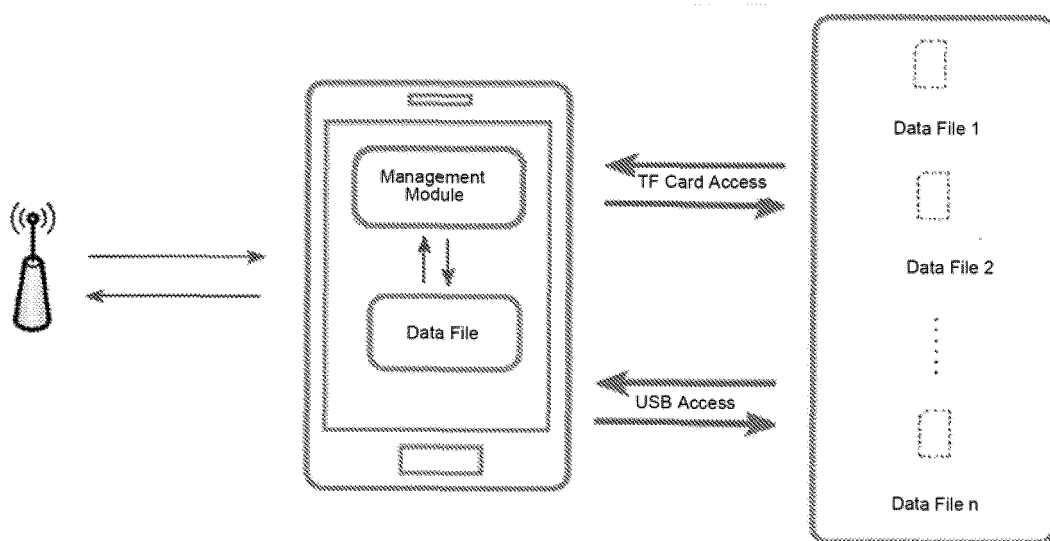 Management
Module
Data File
TF Card Access
USB Access
Data File 1
Data File 2
Data File n